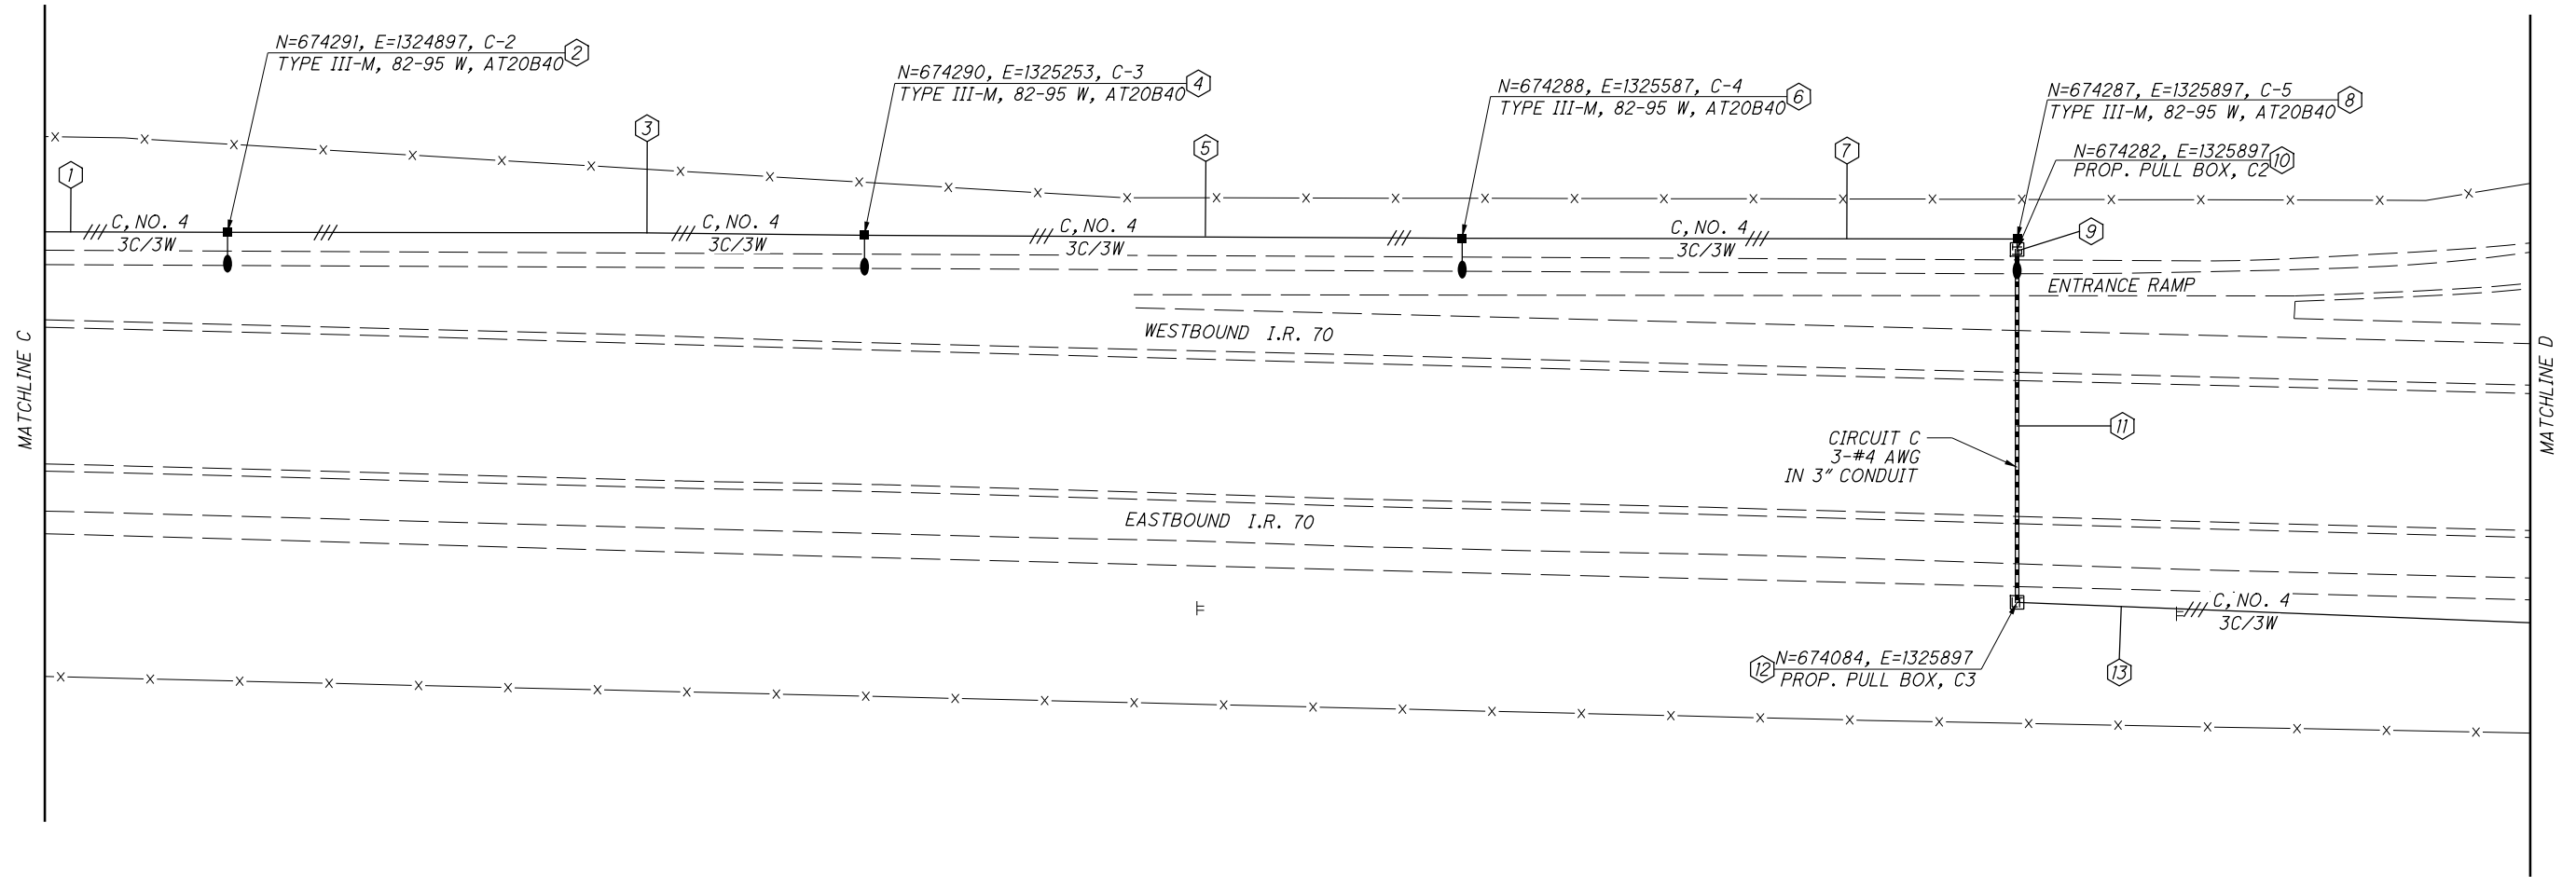 N=674291, E=1324897, C-2
TYPE III-M, 82-95 W, AT20B40
2
N=674290, E=1325253, C-3
TYPE III-M, 82-95 W, AT20B40
4
N=674288, E=1325587, C-4
TYPE III-M, 82-95 W, AT20B40
6
N=674287, E=1325897, C-5
TYPE III-M, 82-95 W, AT20B40
8
N=674282, E=1325897
PROP. PULL BOX, C2
10
1
3
5
7
9
C, NO. 4
3C/3W
C, NO. 4
3C/3W
C, NO. 4
3C/3W
C, NO. 4
3C/3W
ENTRANCE RAMP
WESTBOUND I.R. 70
MATCHLINE C
MATCHLINE D
11
CIRCUIT C
3-#4 AWG
IN 3" CONDUIT
EASTBOUND I.R. 70
C, NO. 4
3C/3W
12
N=674084, E=1325897
PROP. PULL BOX, C3
13